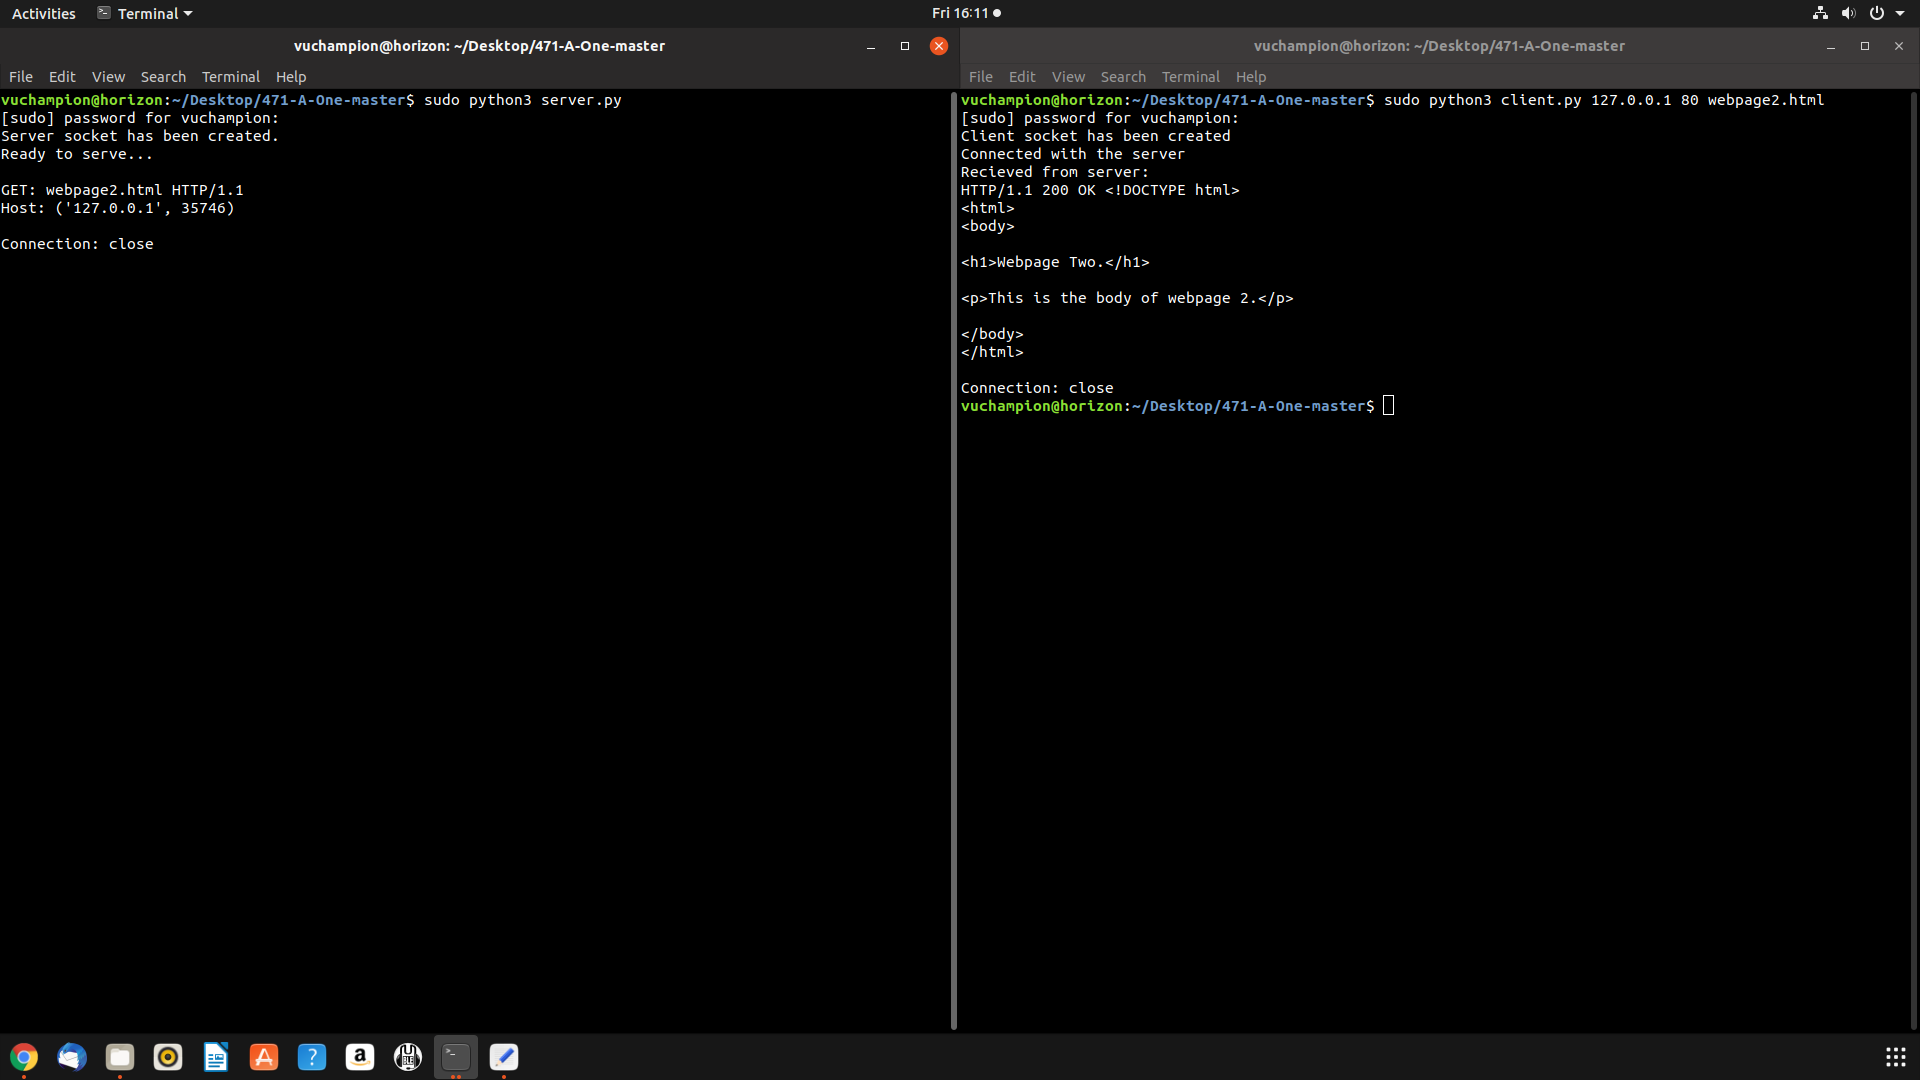 Activities Terminal Fri 16:11
vuchampion@horizon: ~/Desktop/471-A-One-master
File Edit View Search Terminal Help
vuchampion@horizon:~/Desktop/471-A-One-master$ sudo python3 server.py
[sudo] password for vuchampion:
Server socket has been created.
Ready to serve...
GET: webpage2.html HTTP/1.1
Host: ('127.0.0.1', 35746)
Connection: close
vuchampion@horizon: ~/Desktop/471-A-One-master
File Edit View Search Terminal Help
vuchampion@horizon:~/Desktop/471-A-One-master$ sudo python3 client.py 127.0.0.1 80 webpage2.html
[sudo] password for vuchampion:
Client socket has been created
Connected with the server
Recieved from server:
HTTP/1.1 200 OK <!DOCTYPE html>
<html>
<body>
<h1>Webpage Two.</h1>
<p>This is the body of webpage 2.</p>
</body>
</html>
Connection: close
vuchampion@horizon:~/Desktop/471-A-One-master$